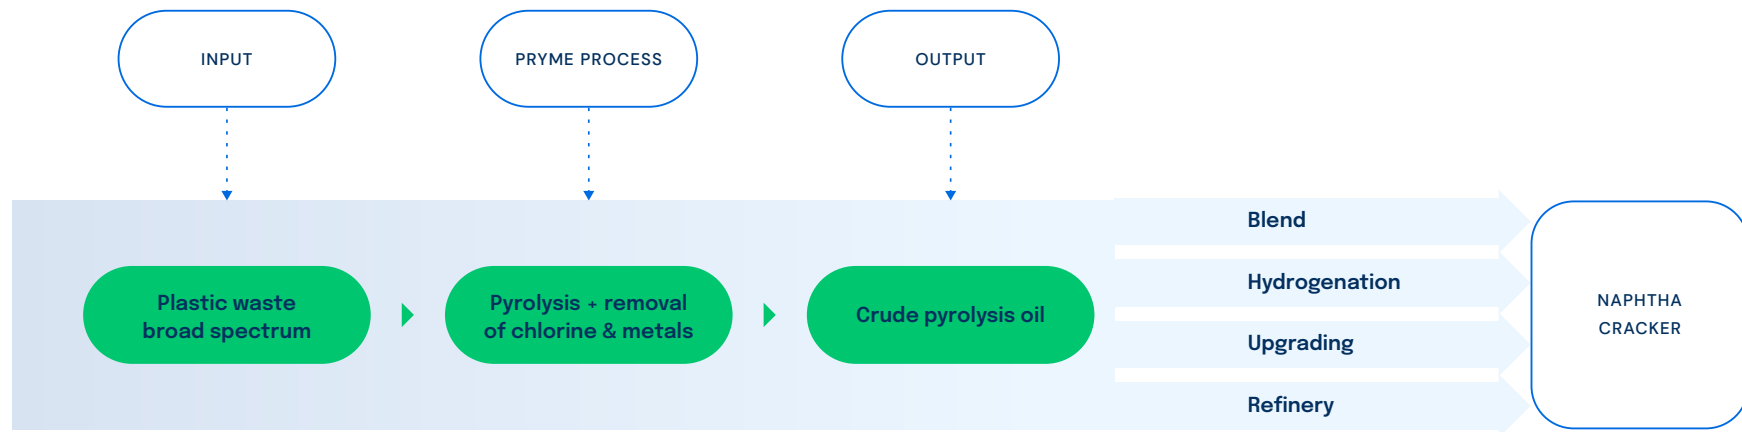 INPUT
PRYME PROCESS
OUTPUT
Plastic waste
broad spectrum
Pyrolysis + removal
of chlorine & metals
Crude pyrolysis oil
Blend
Hydrogenation
Upgrading
Refinery
NAPHTHA
CRACKER